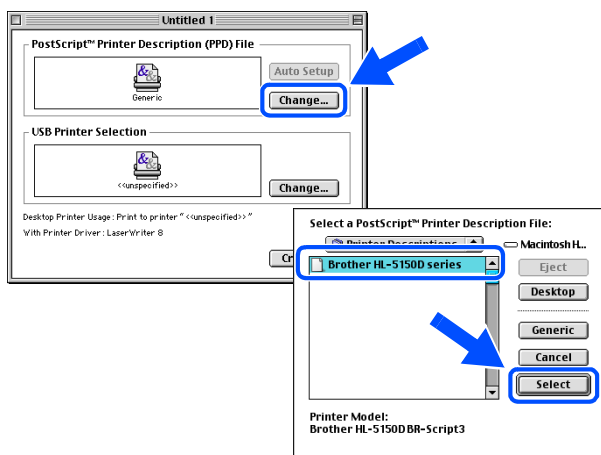 Untitled 1
PostScript™ Printer Description (PPD) File
Generic
Auto Setup
Change...
USB Printer Selection
<<unspecified>>
Change...
Desktop Printer Usage: Print to printer "<<unspecified>>"
With Printer Driver: LaserWriter 8
Cr
Select a PostScript™ Printer Description File:
Printer Descriptions
Macintosh H...
Brother HL-5150D series
Eject
Desktop
Generic
Cancel
Select
Printer Model:
Brother HL-5150D BR-Script3